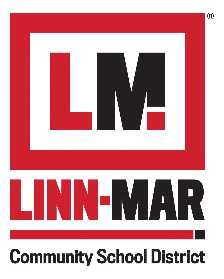 ®
LM
LINN-MAR
Community School District